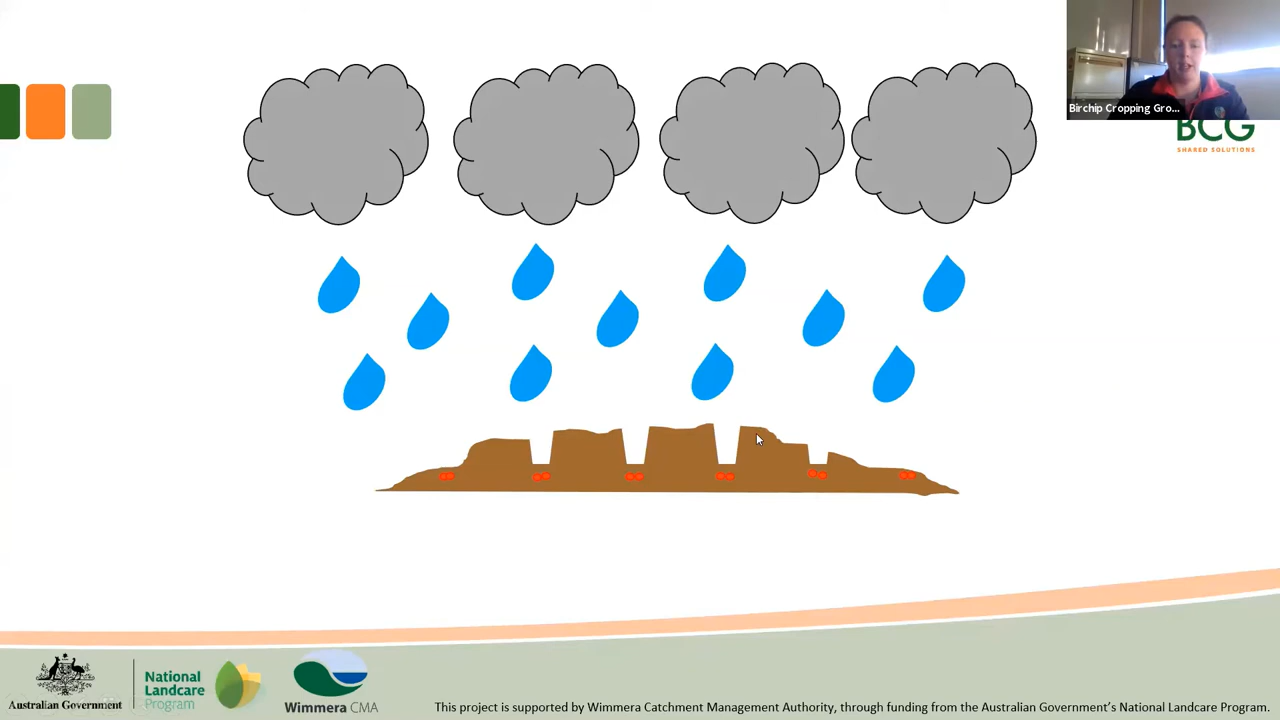 Birchip Cropping Gro...
BCG
SHARED SOLUTIONS
Australian Government
National
Landcare
Program
Wimmera CMA
This project is supported by Wimmera Catchment Management Authority, through funding from the Australian Government's National Landcare Program.